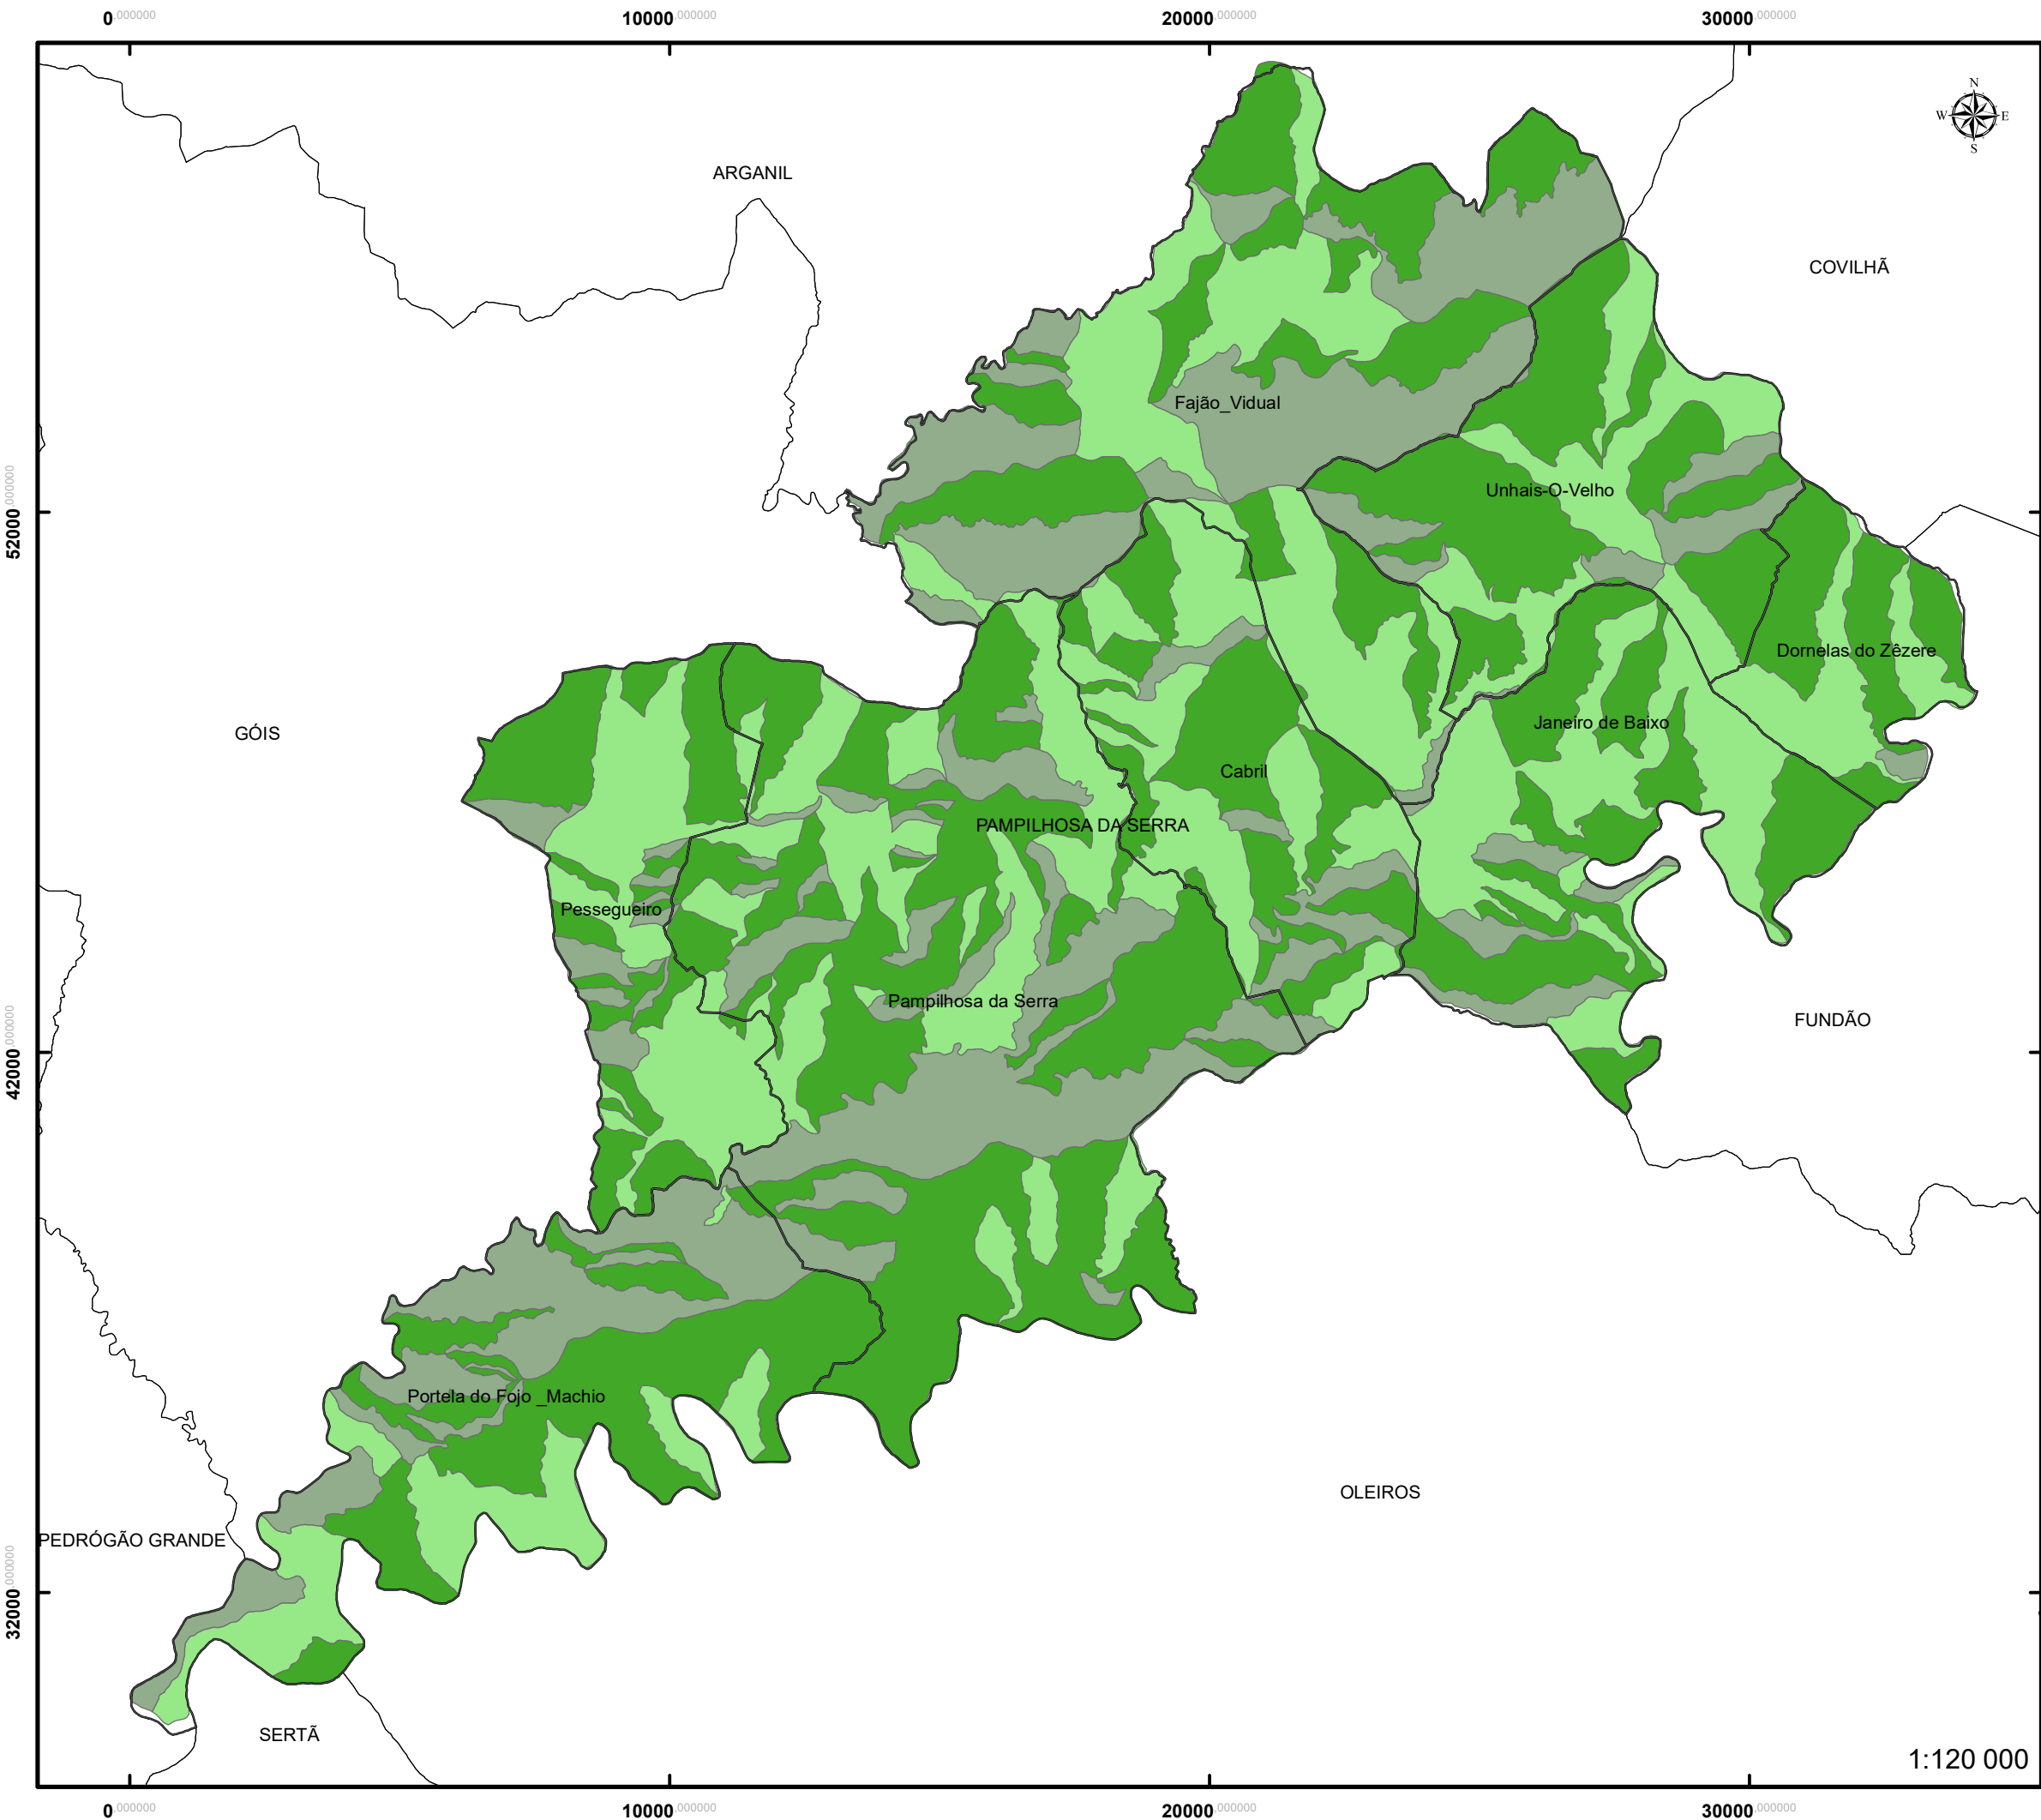 0,000000 10000,000000 20000,000000 30000,000000
N
W E
S
ARGANIL
COVILHÃ
Fajão_Vidual
Unhais-O-Velho
52000,000000
Dornelas do Zêzere
Janeiro de Baixo
GÓIS
Cabril
PAMPILHOSA DA SERRA
Pessegueiro
Pampilhosa da Serra
FUNDÃO
42000,000000
Portela do Fojo _Machio
OLEIROS
PEDRÓGÃO GRANDE
32000,000000
SERTÃ
1:120 000
0,000000 10000,000000 20000,000000 30000,000000